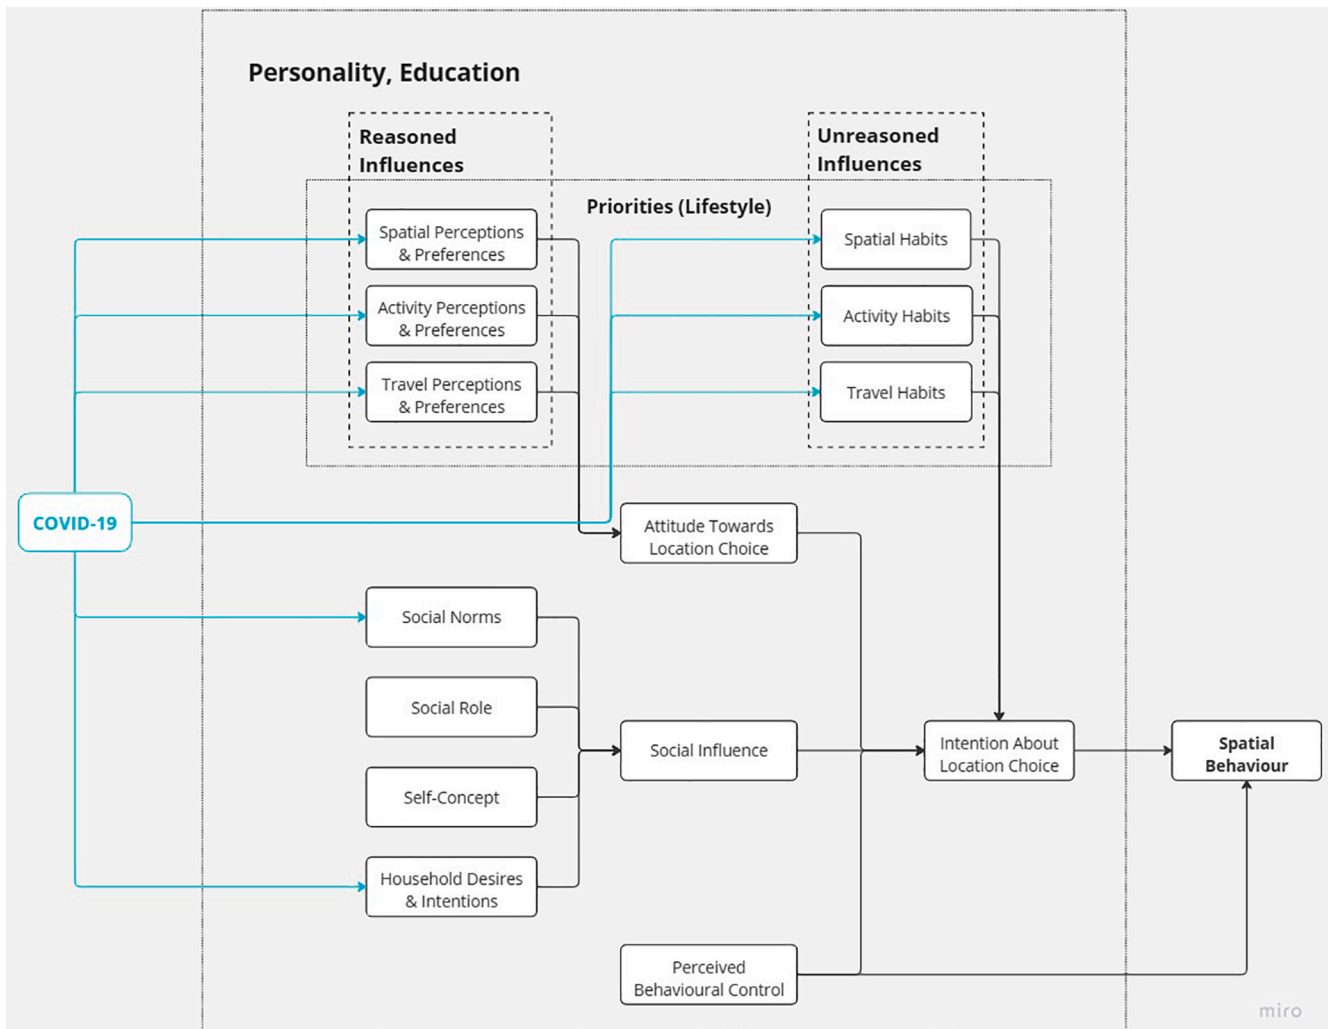 Personality, Education
Reasoned
Influences
Unreasoned
Influences
Priorities (Lifestyle)
Spatial Perceptions
& Preferences
Spatial Habits
Activity Perceptions
& Preferences
Activity Habits
Travel Perceptions
& Preferences
Travel Habits
COVID-19
Attitude Towards
Location Choice
Social Norms
Social Role
Social Influence
Intention About
Location Choice
Spatial
Behaviour
Self-Concept
Household Desires
& Intentions
Perceived
Behavioural Control
miro